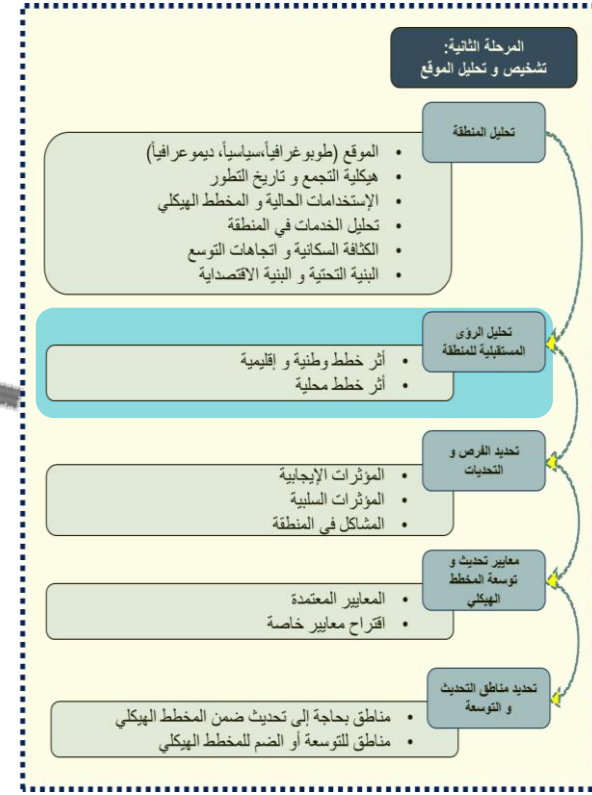 المرحلة الثانية:
تشخيص و تحليل الموقع
تحليل المنطقة
• الموقع (طوبوغرافياً،سياسياً، ديموعرافياً)
• هيكلية التجمع و تاريخ التطور
• الإستخدامات الحالية و المخطط الهيكلي
• تحليل الخدمات في المنطقة
• الكثافة السكانية و اتجاهات التوسع
• البنية التحتية و البنية الاقتصداية
تحليل الرؤى
المستقبلية للمنطقة
• أثر خطط وطنية و إقليمية
• أثر خطط محلية
تحديد الفرص و
التحديات
• المؤثرات الإيجابية
• المؤثرات السلبية
• المشاكل في المنطقة
معايير تحديث و
توسعة المخطط
الهيكلي
• المعايير المعتمدة
• اقتراح معايير خاصة
تحديد مناطق التحديث
و التوسعة
• مناطق بحاجة إلى تحديث ضمن المخطط الهيكلي
• مناطق للتوسعة أو الضم للمخطط الهيكلي